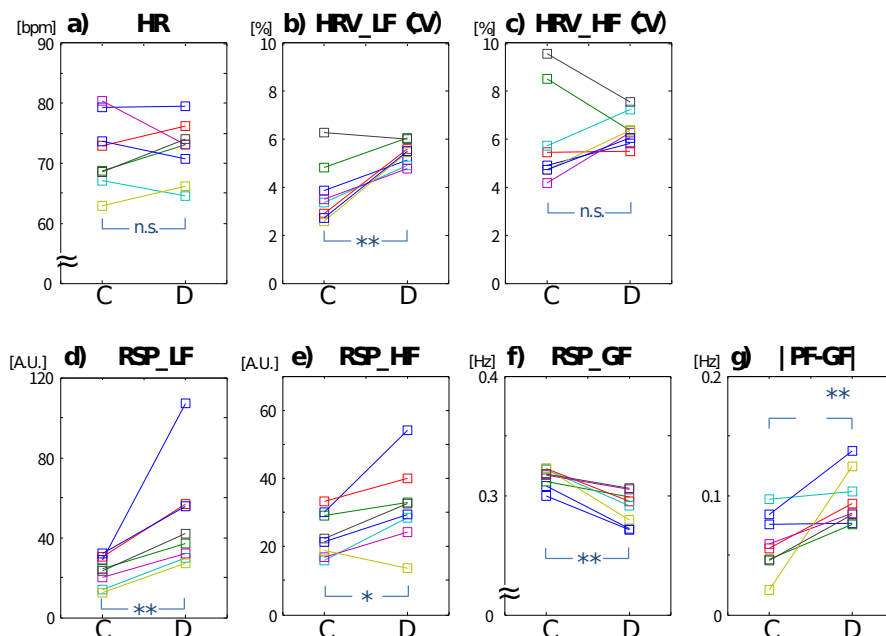 a) HR
[bpm]
90
80
70
60
0
≈
n.s.
C D
b) HRV_LF (CV)
[%]
10
8
6
4
2
0
**
C D
c) HRV_HF (CV)
[%]
10
8
6
4
2
0
n.s.
C D
d) RSP_LF
[A.U.]
120
80
40
0
**
C D
e) RSP_HF
[A.U.]
60
40
20
0
*
C D
f) RSP_GF
[Hz]
0.4
0.3
0
≈
**
C D
g) |PF-GF|
[Hz]
0.2
0.1
0
**
C D